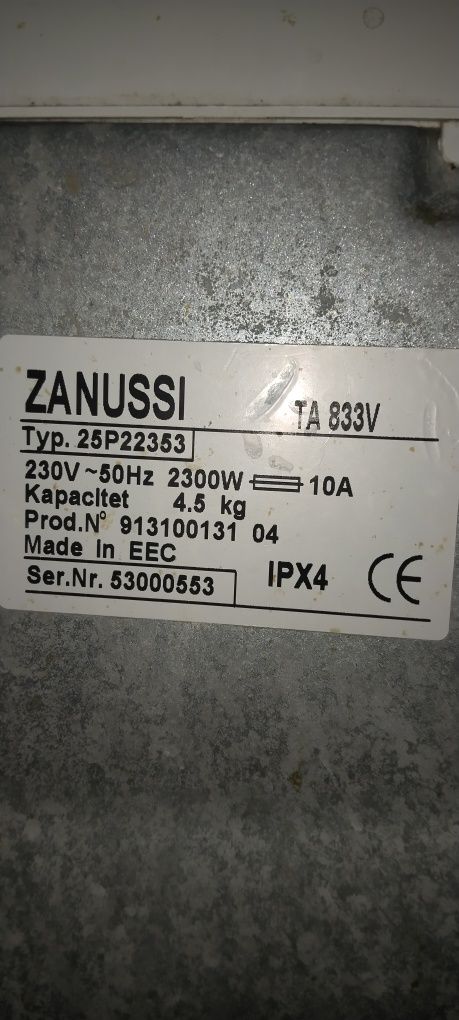 ZANUSSI TA 833V
Typ. 25P22353
230V ~50Hz 2300W 10A
Kapacitet 4.5 kg
Prod.N° 913100131 04
Made in EEC
Ser.Nr. 53000553 IPX4 CE